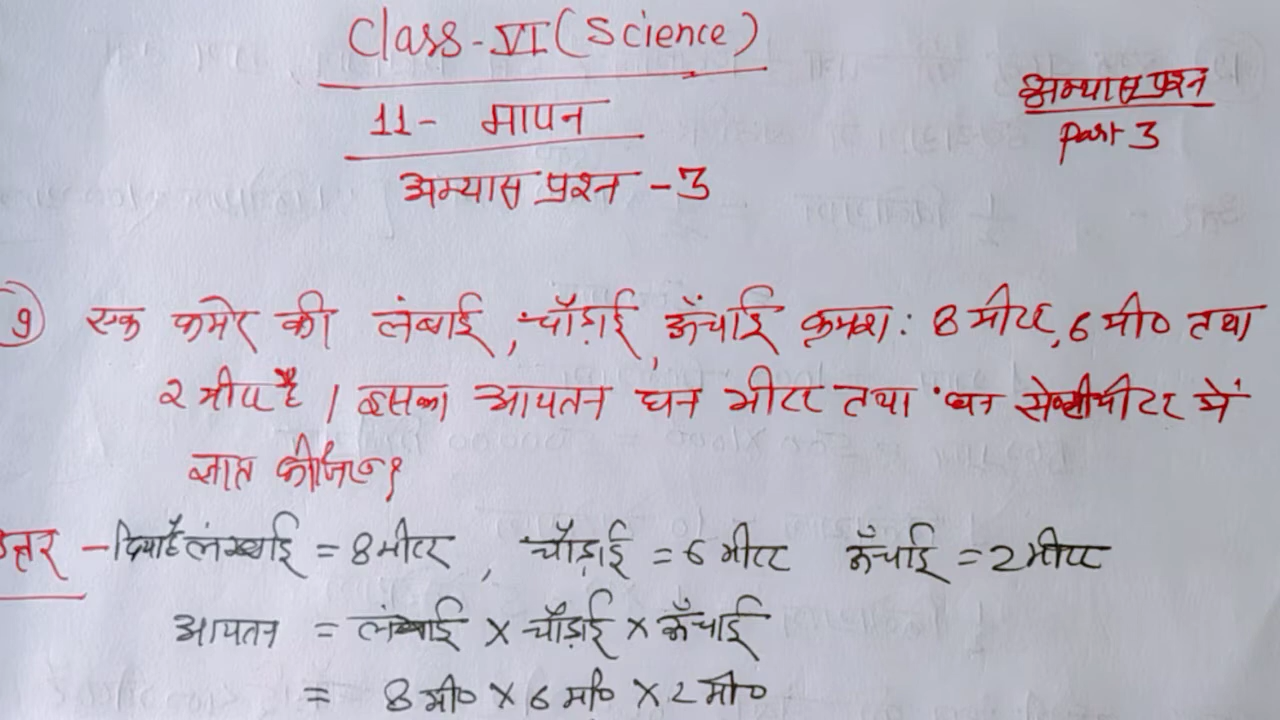 Class-VI (Science)
11- मापन
अभ्यास प्रश्न -3
अभ्यास प्रश्न
Part 3
9) एक कमरे की लंबाई, चौड़ाई, ऊँचाई क्रमश: 8 मीटर, 6 मी० तथा
2 मीटर है। इसका आयतन घन मीटर तथा घन सेन्टीमीटर में
ज्ञात कीजिए।
उत्तर - दिया है लंम्बाई = 8 मीटर, चौड़ाई = 6 मीटर ऊँचाई = 2 मीटर
आयतन = लंम्बाई × चौड़ाई × ऊँचाई
= 8 मी० × 6 मी० × 2 मी०